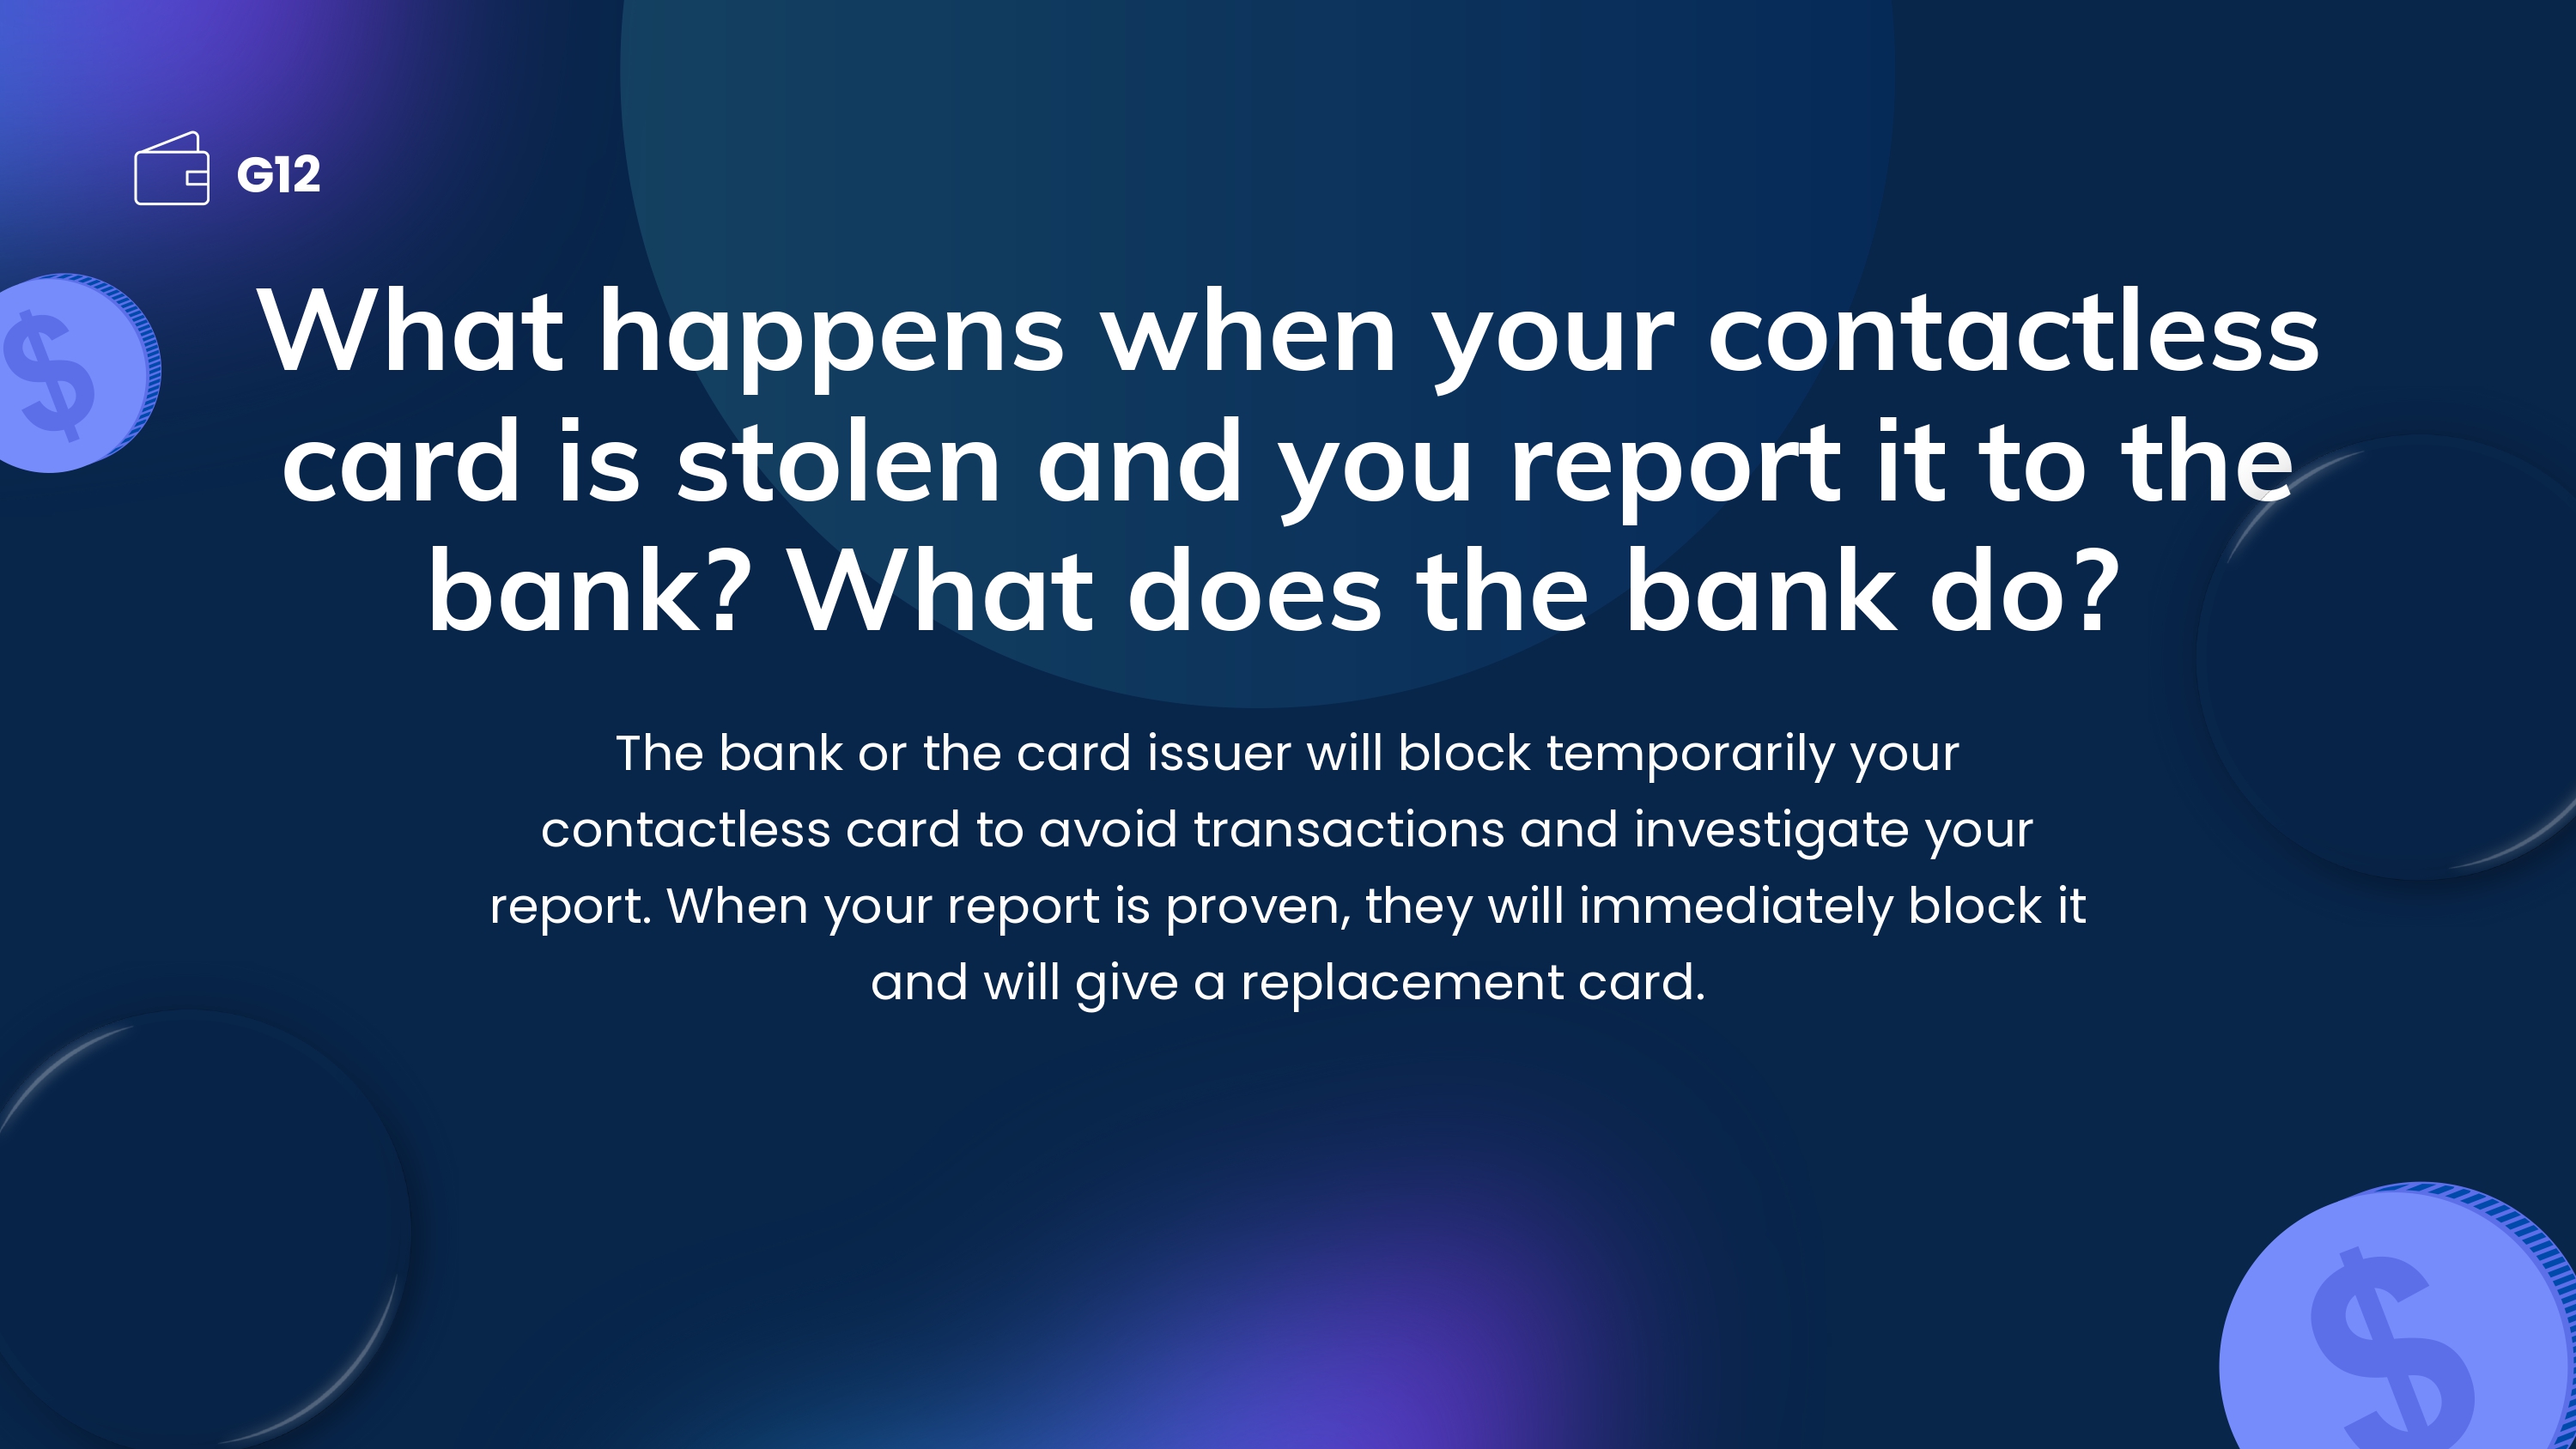 G12
What happens when your contactless
card is stolen and you report it to the
bank? What does the bank do?
The bank or the card issuer will block temporarily your
contactless card to avoid transactions and investigate your
report. When your report is proven, they will immediately block it
and will give a replacement card.
$
$